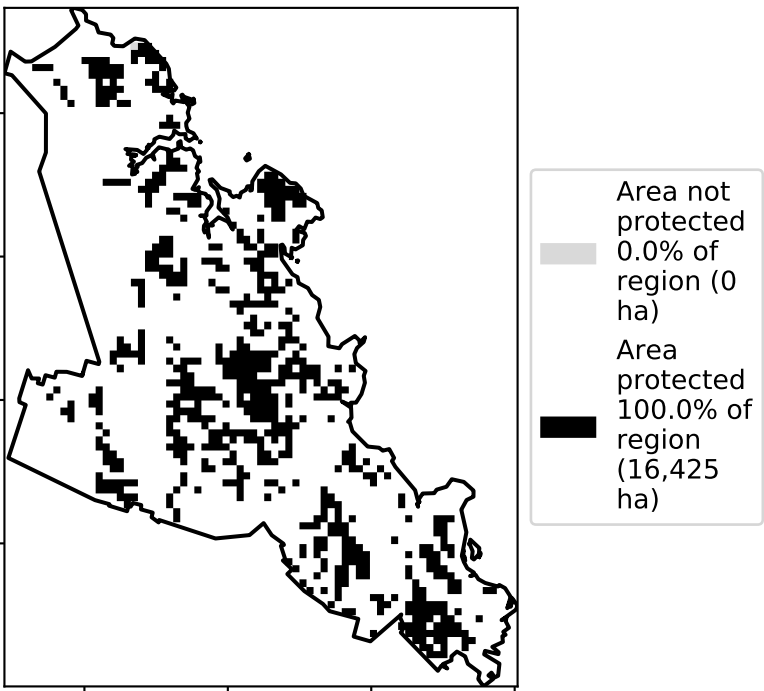 Area not
protected
0.0% of
region (0
ha)
Area
protected
100.0% of
region
(16,425
ha)